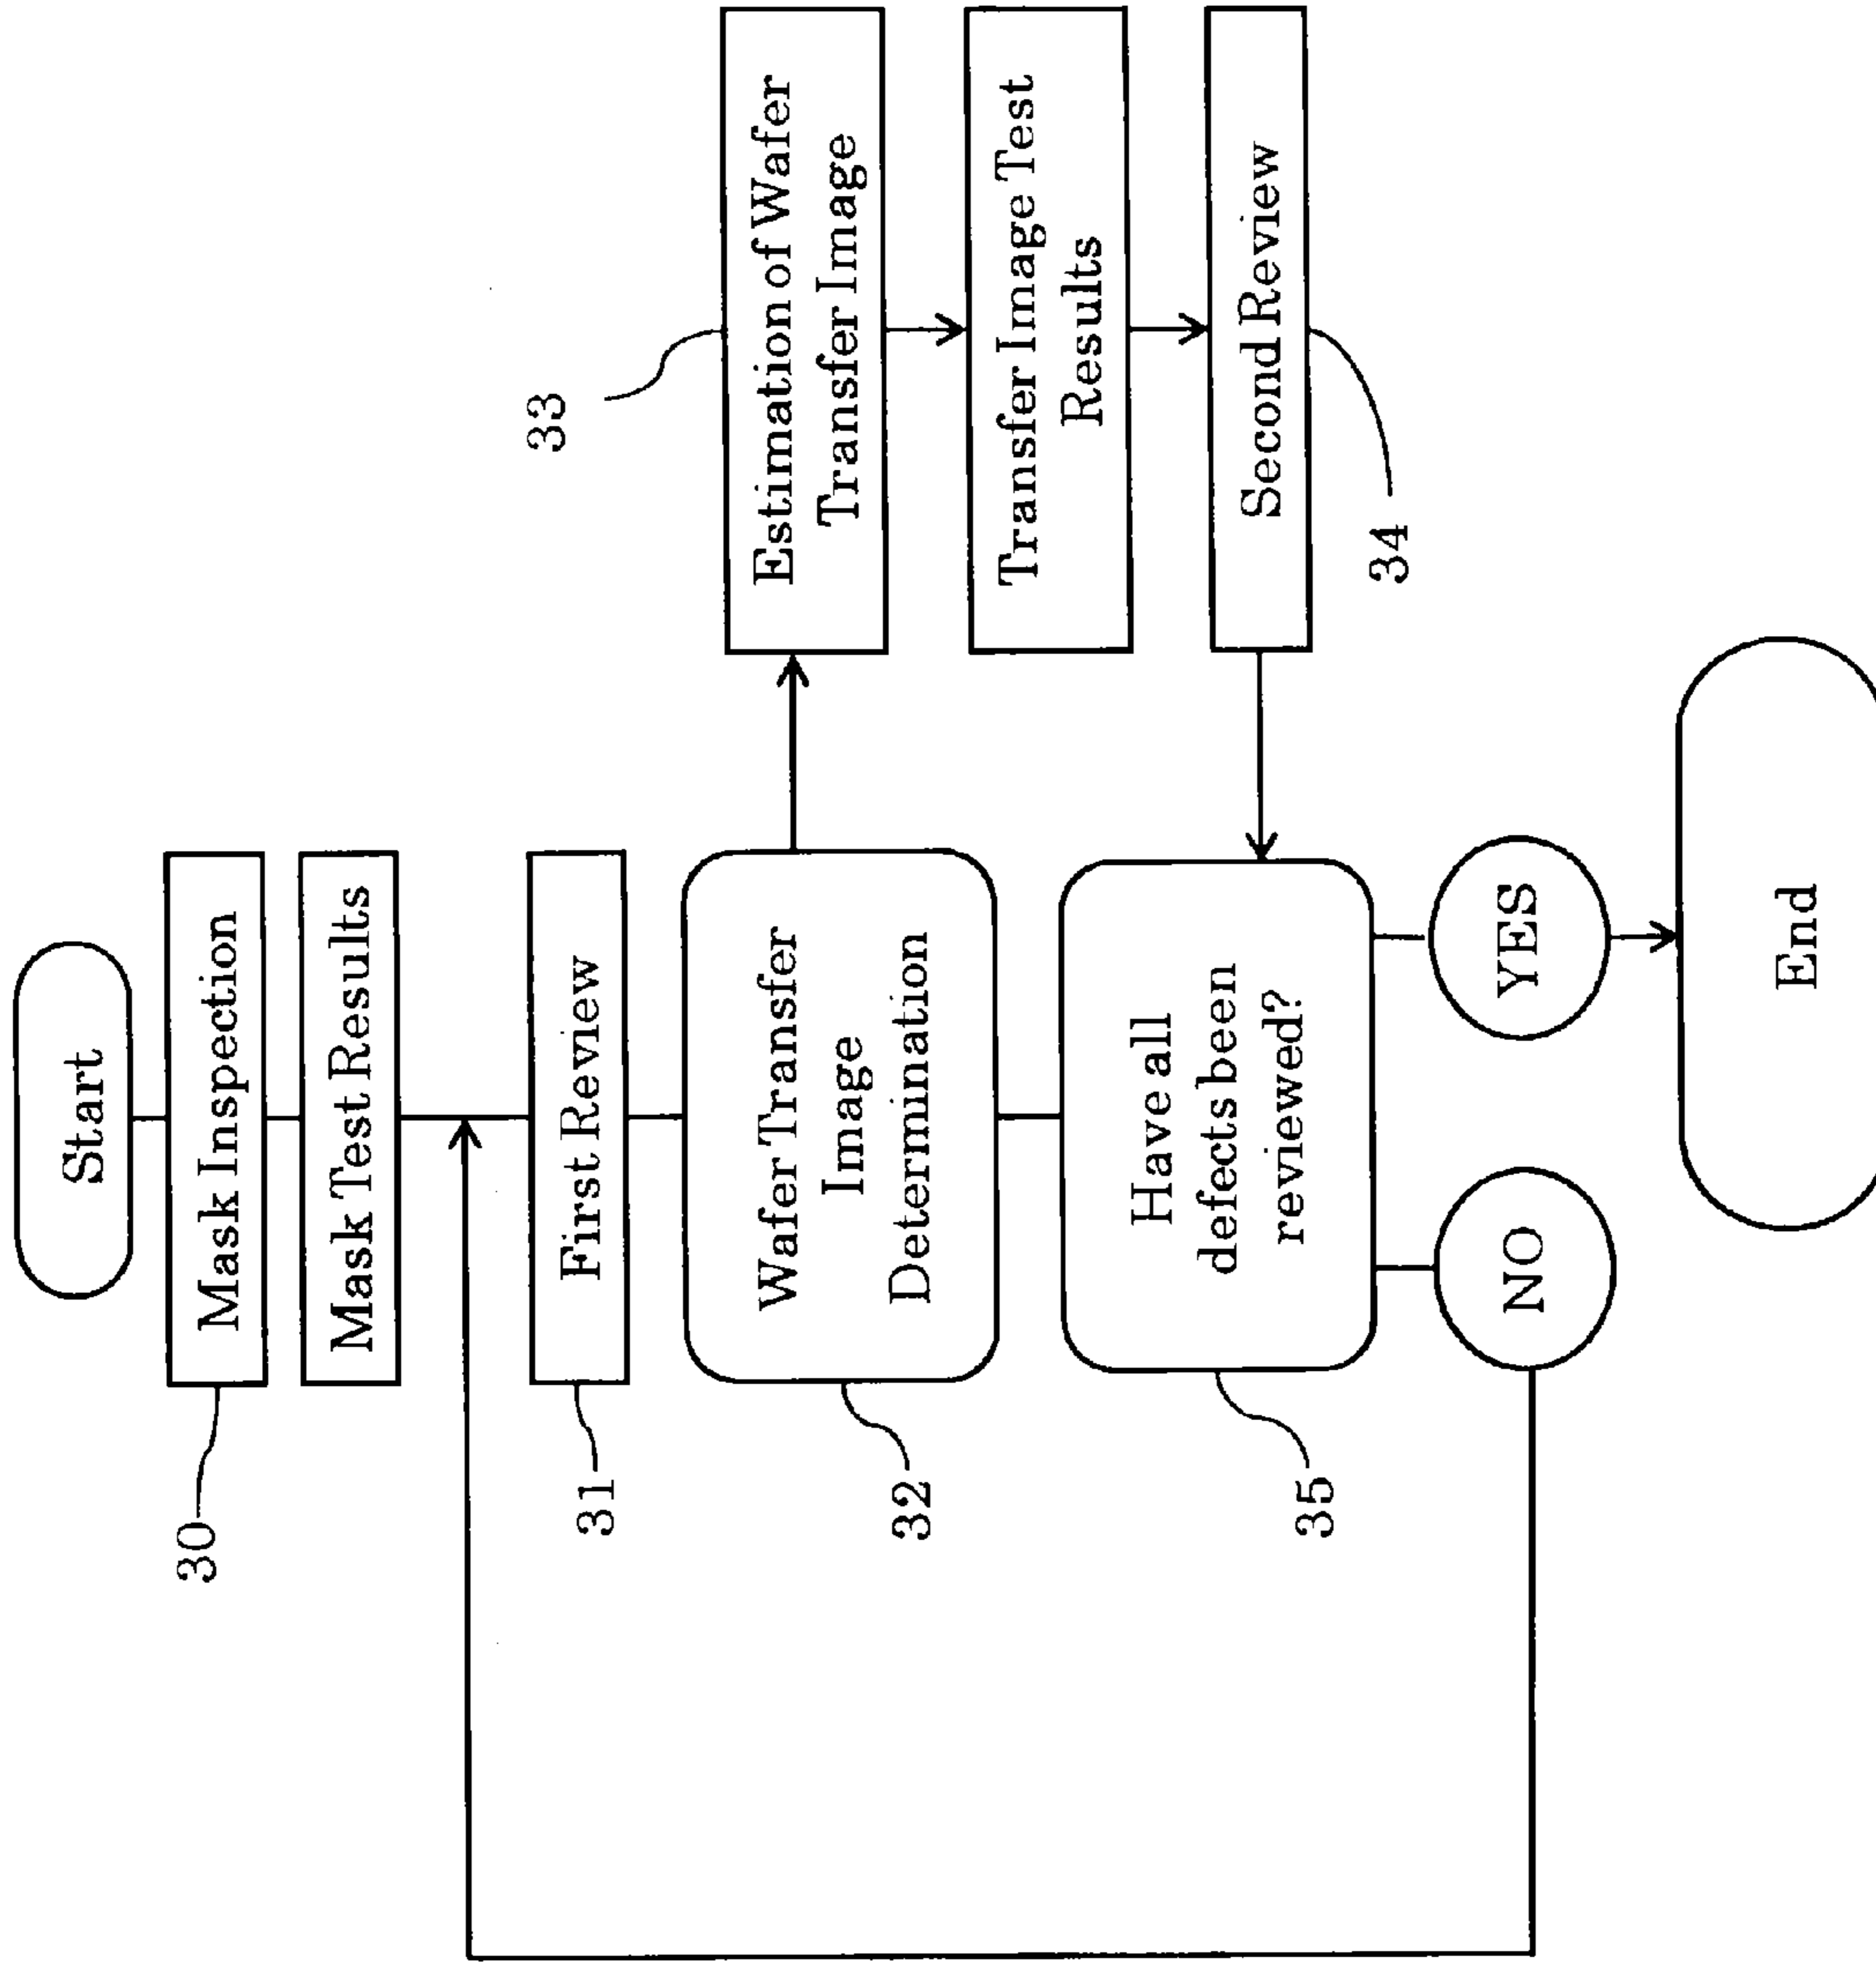 Start
Mask Inspection
30
Mask Test Results
First Review
31
Wafer Transfer
Image
Determination
32
33
Estimation of Wafer
Transfer Image
Transfer Image Test
Results
Second Review
34
Have all
defects been
reviewed?
35
NO
YES
End